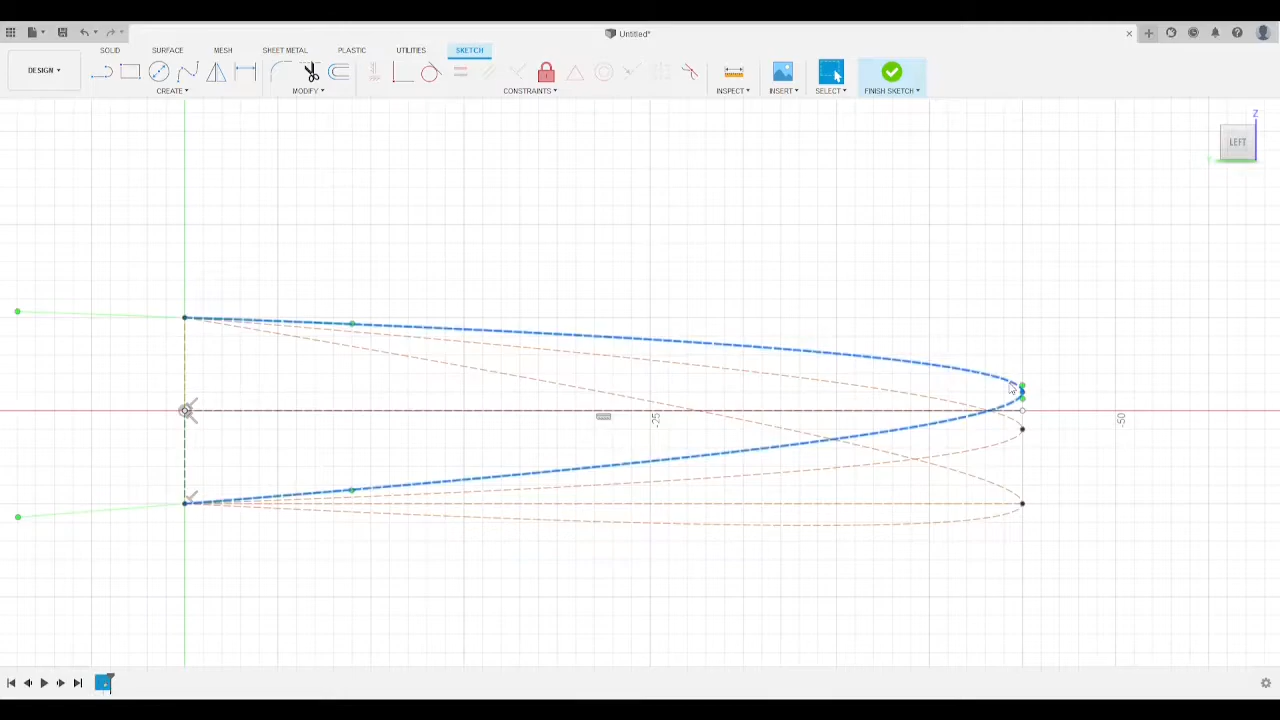 Untitled*
DESIGN
SOLID SURFACE MESH SHEET METAL PLASTIC UTILITIES SKETCH
CREATE MODIFY CONSTRAINTS INSPECT INSERT SELECT FINISH SKETCH
Z
LEFT
-25
-50